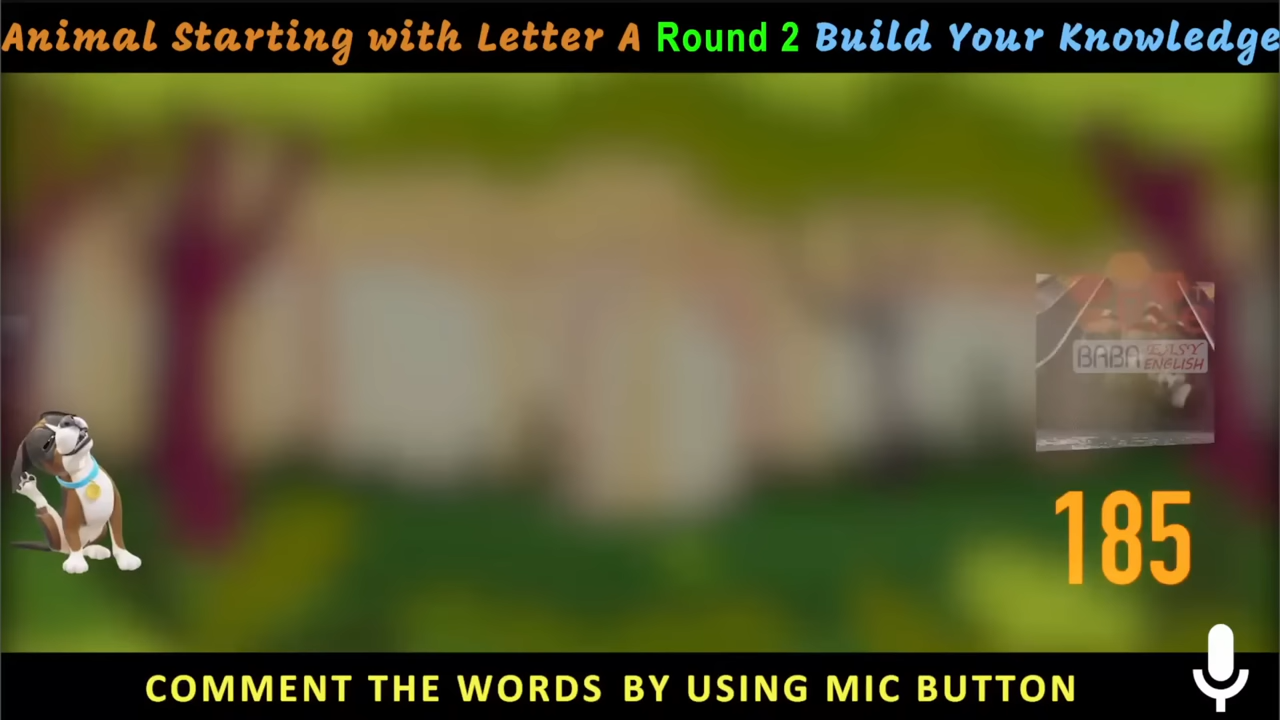 Animal Starting with Letter A Round 2 Build Your Knowledge
BABA EASY
ENGLISH
185
COMMENT THE WORDS BY USING MIC BUTTON